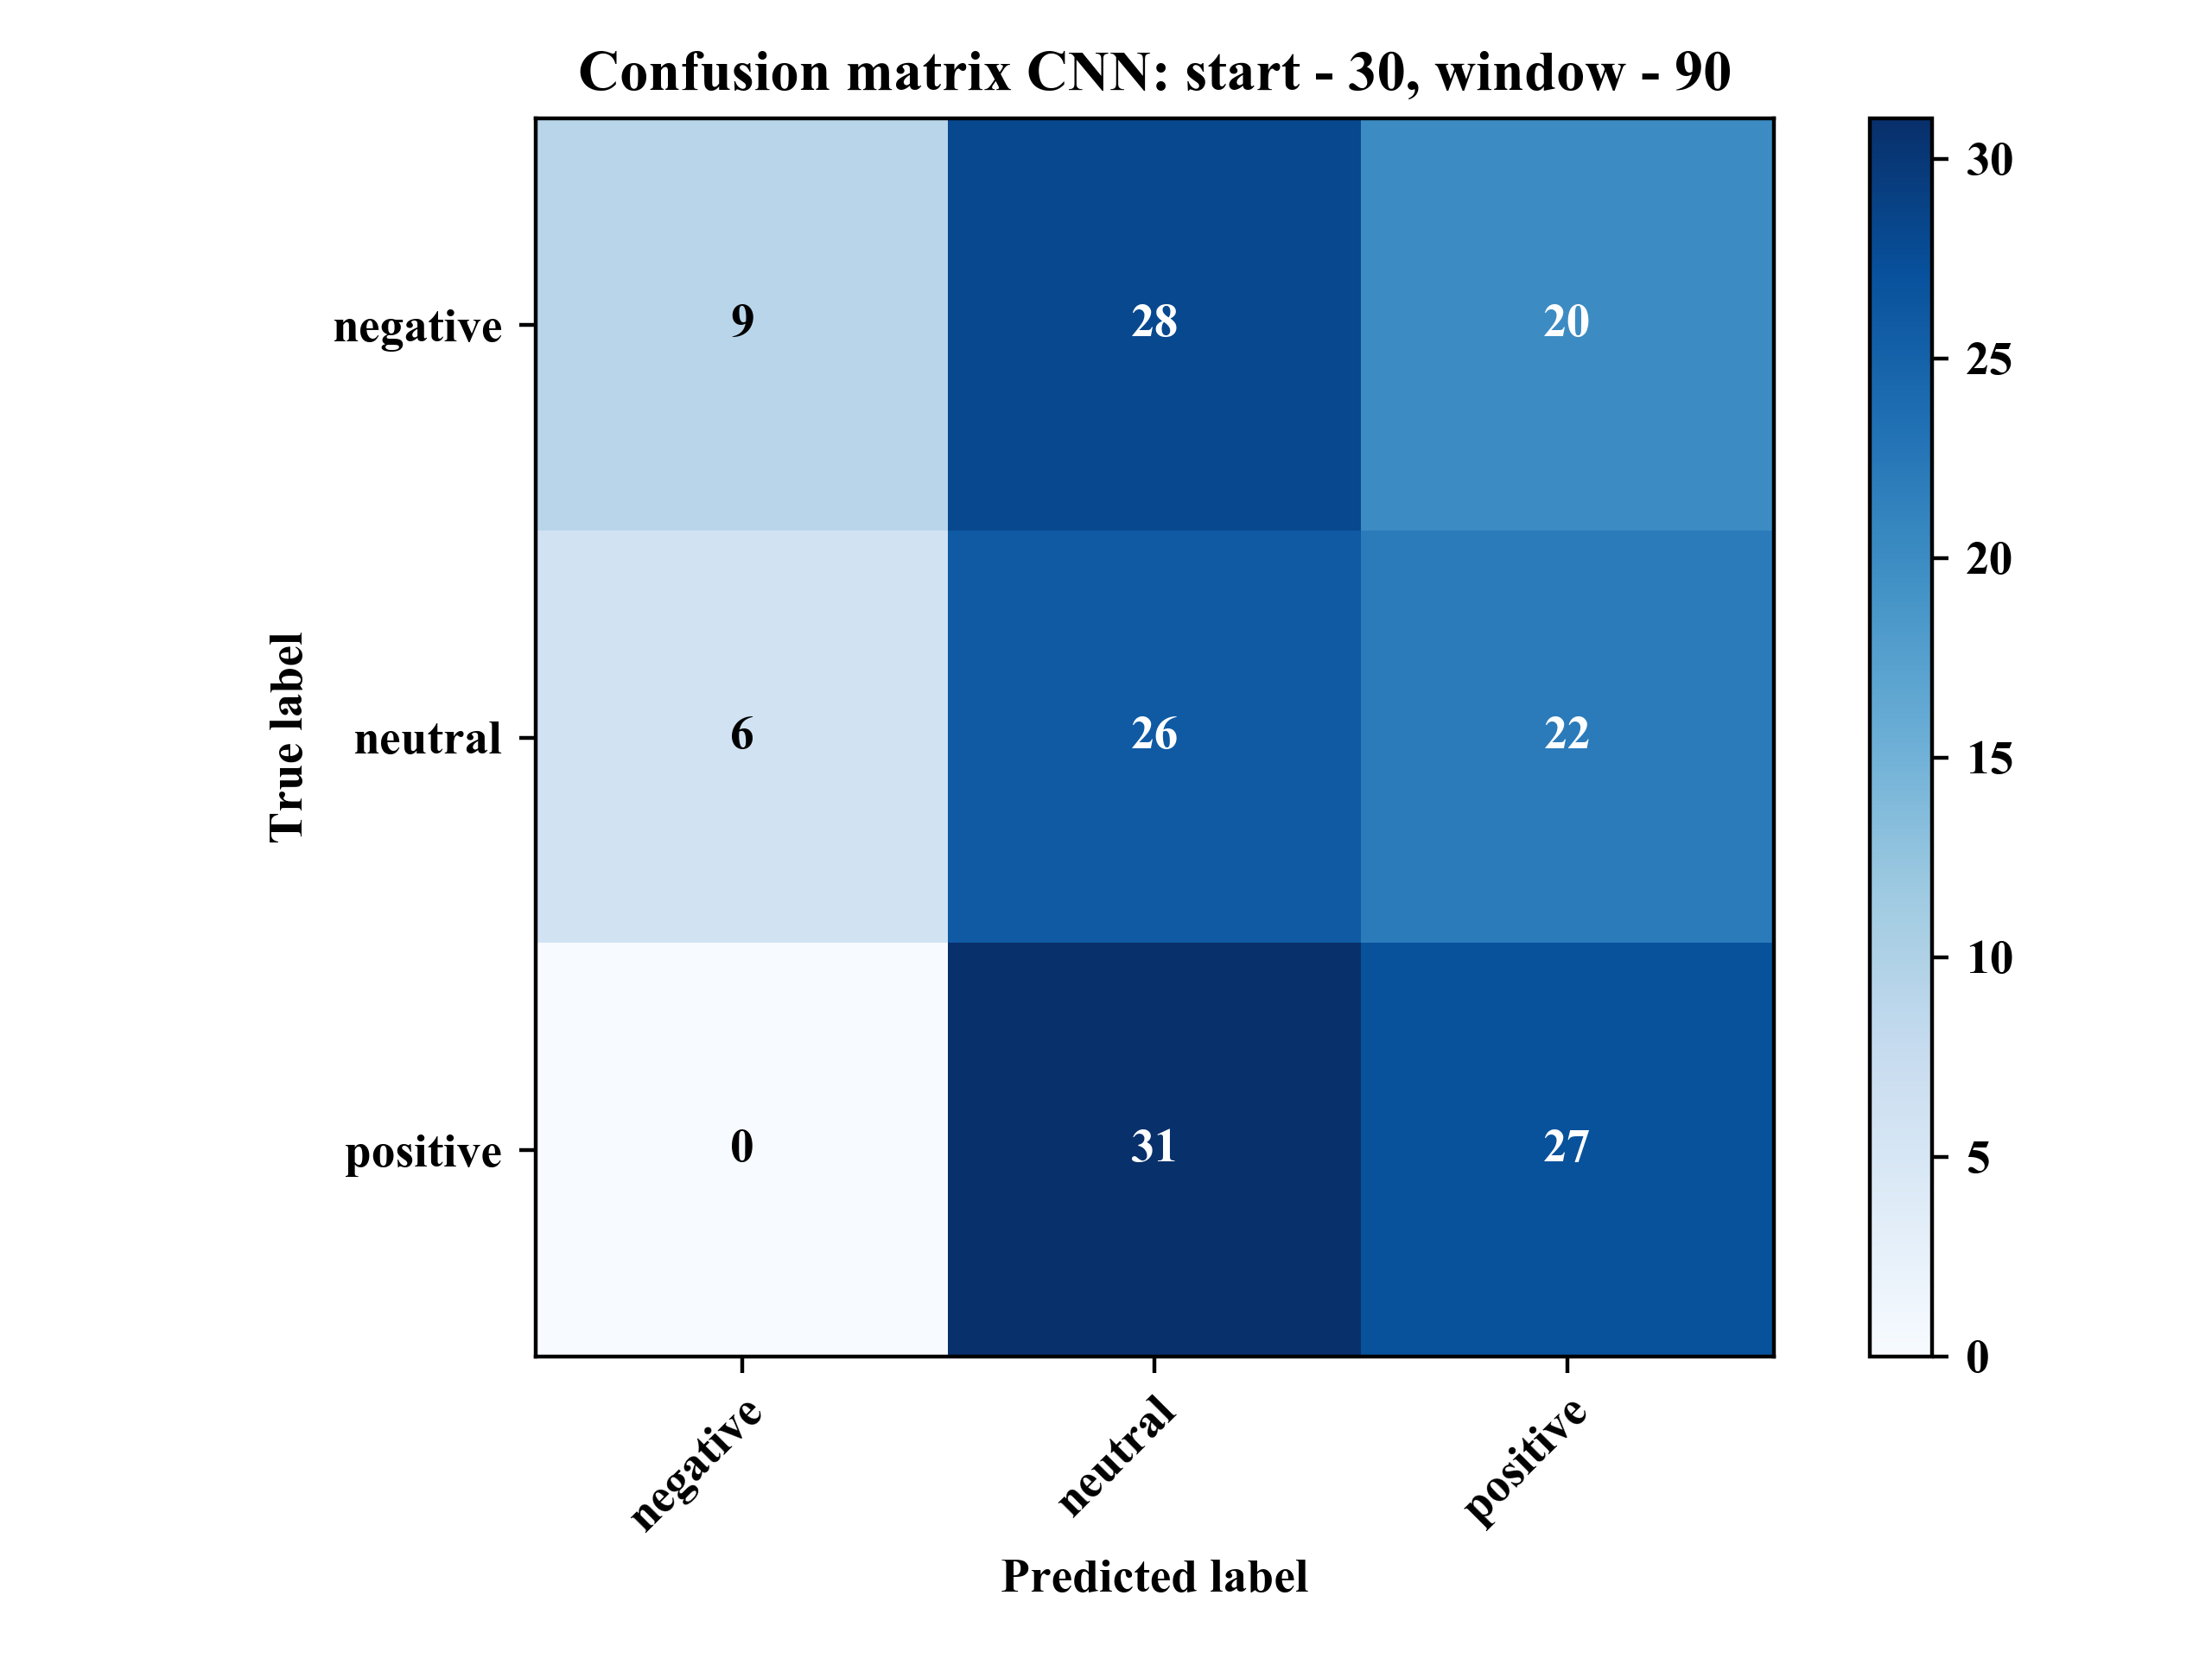 Confusion matrix CNN: start - 30, window - 90
negative 9 28 20
neutral 6 26 22
positive 0 31 27
negative neutral positive
True label
Predicted label
30
25
20
15
10
5
0